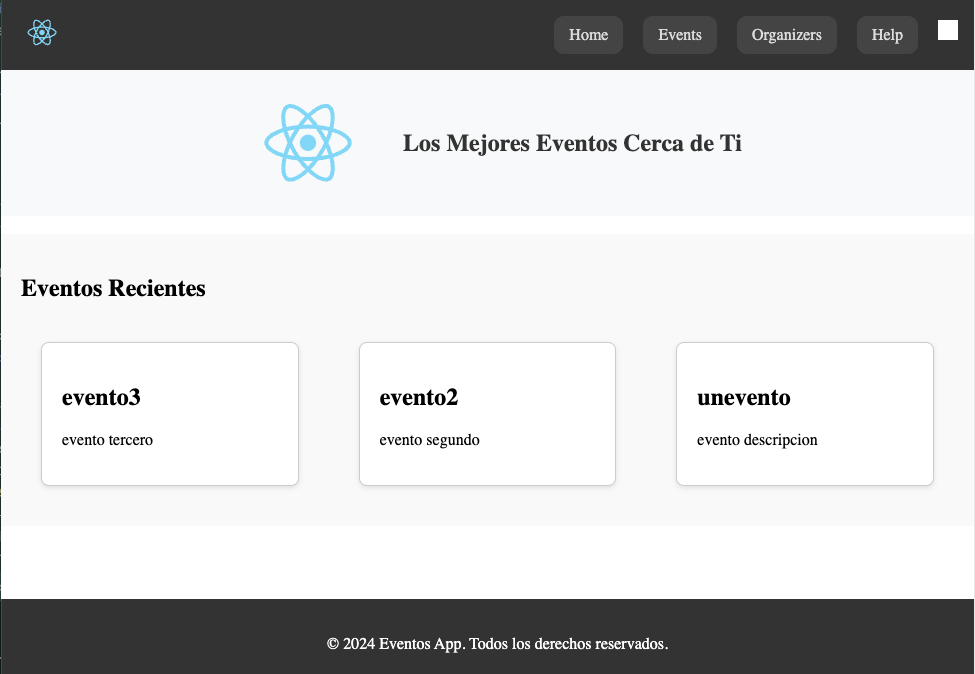 Home Events Organizers Help
Los Mejores Eventos Cerca de Ti
Eventos Recientes
evento3
evento tercero
evento2
evento segundo
unevento
evento descripcion
© 2024 Eventos App. Todos los derechos reservados.